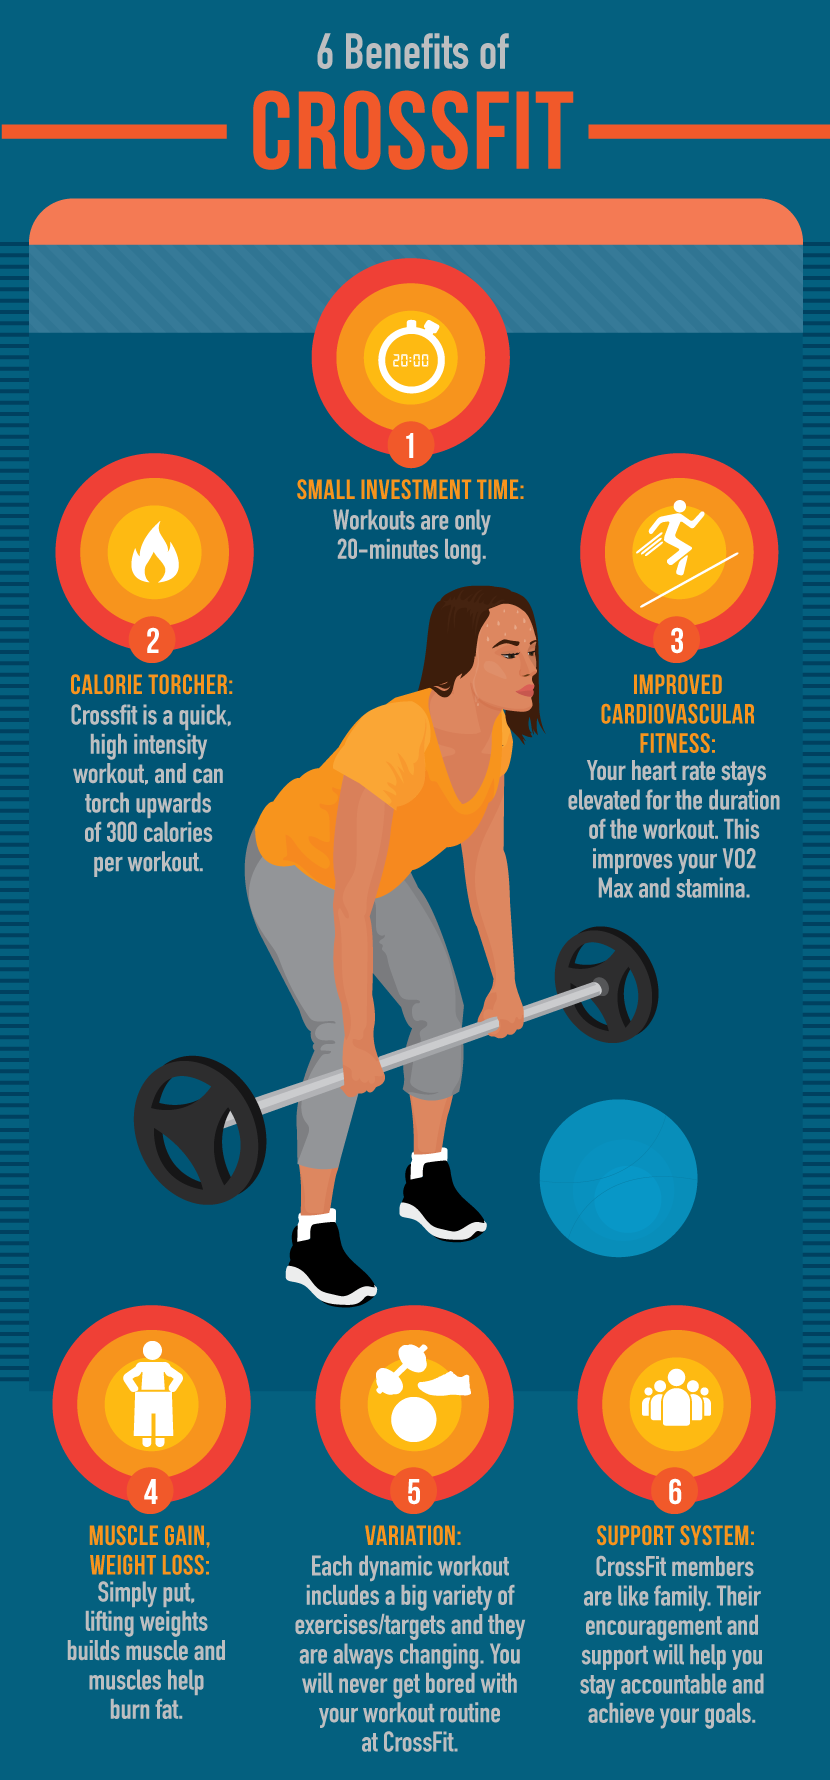 6 Benefits of
CROSSFIT
20:00
1
SMALL INVESTMENT TIME:
Workouts are only
20-minutes long.
2
CALORIE TORCHER:
Crossfit is a quick,
high intensity
workout, and can
torch upwards
of 300 calories
per workout.
3
IMPROVED
CARDIOVASCULAR
FITNESS:
Your heart rate stays
elevated for the duration
of the workout. This
improves your VO2
Max and stamina.
4
MUSCLE GAIN,
WEIGHT LOSS:
Simply put,
lifting weights
builds muscle and
muscles help
burn fat.
5
VARIATION:
Each dynamic workout
includes a big variety of
exercises/targets and they
are always changing. You
will never get bored with
your workout routine
at CrossFit.
6
SUPPORT SYSTEM:
CrossFit members
are like family. Their
encouragement and
support will help you
stay accountable and
achieve your goals.